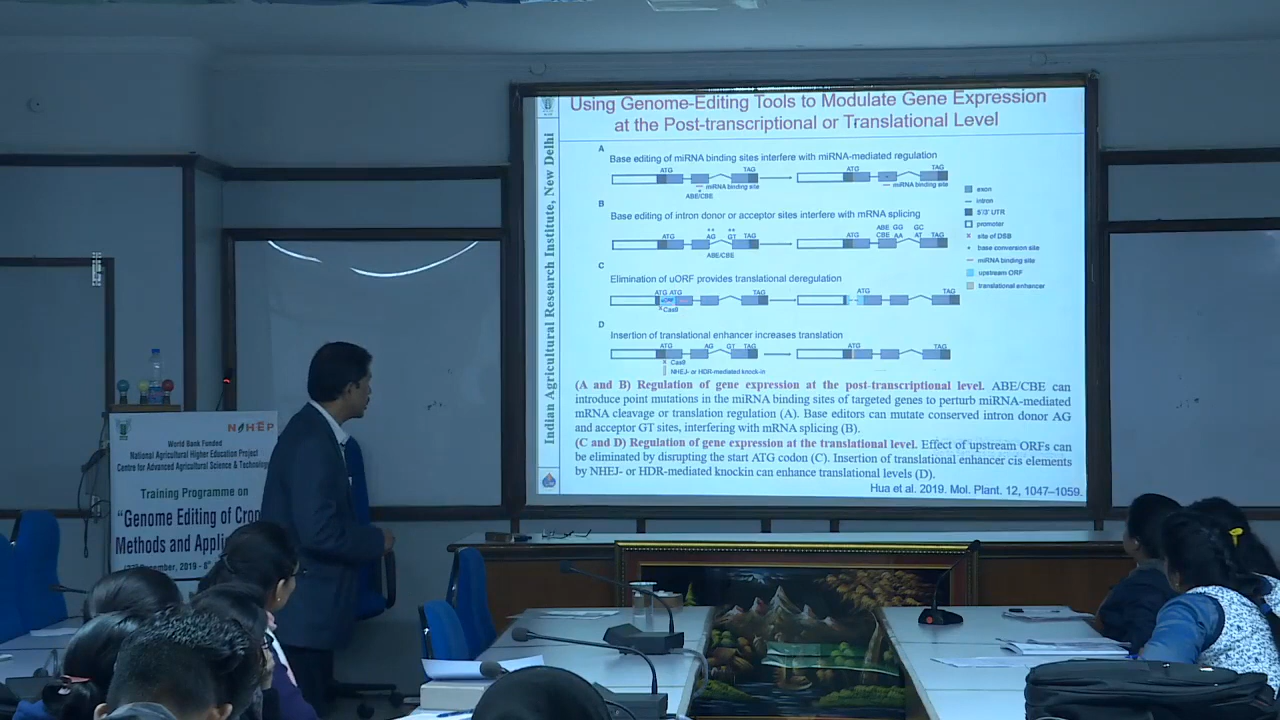 Using Genome-Editing Tools to Modulate Gene Expression
at the Post-transcriptional or Translational Level
Indian Agricultural Research Institute, New Delhi
A
Base editing of miRNA binding sites interfere with miRNA-mediated regulation
ATG TAG ATG TAG
miRNA binding site miRNA binding site
ABE/CBE
B
Base editing of intron donor or acceptor sites interfere with mRNA splicing
ABE GG GC
ATG AG GT TAG ATG CBE AA AT TAG
ABE/CBE
C
Elimination of uORF provides translational deregulation
ATG ATG TAG ATG TAG
Cas9
D
Insertion of translational enhancer increases translation
ATG AG GT TAG ATG TAG
Cas9
NHEJ- or HDR-mediated knock-in
exon
intron
5'/3' UTR
promoter
site of DSB
base conversion site
miRNA binding site
upstream ORF
translational enhancer
(A and B) Regulation of gene expression at the post-transcriptional level. ABE/CBE can
introduce point mutations in the miRNA binding sites of targeted genes to perturb miRNA-mediated
mRNA cleavage or translation regulation (A). Base editors can mutate conserved intron donor AG
and acceptor GT sites, interfering with mRNA splicing (B).
(C and D) Regulation of gene expression at the translational level. Effect of upstream ORFs can
be eliminated by disrupting the start ATG codon (C). Insertion of translational enhancer cis elements
by NHEJ- or HDR-mediated knockin can enhance translational levels (D).
Hua et al. 2019. Mol. Plant. 12, 1047–1059.
NAHEP
World Bank Funded
National Agricultural Higher Education Project
Centre for Advanced Agricultural Science & Technology
Training Programme on
"Genome Editing of Crop
Methods and Applic
December, 2019 - 6